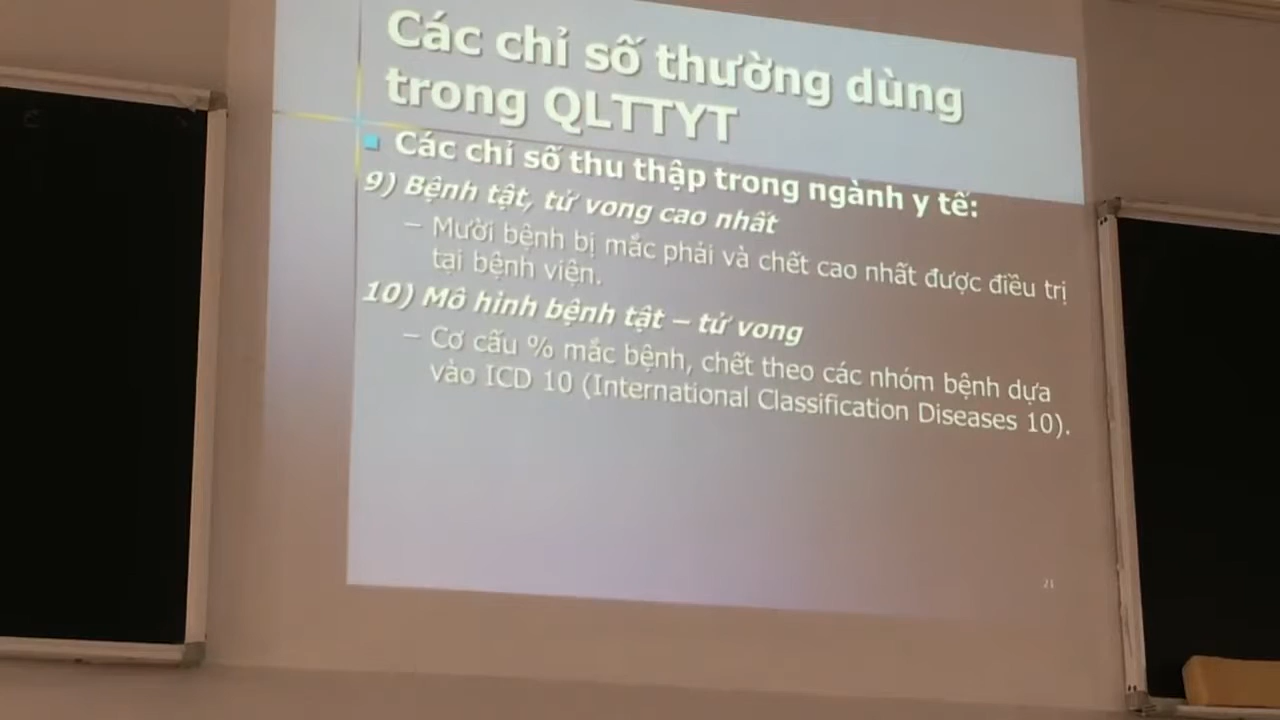 Các chỉ số thường dùng
trong QLTTYT
Các chỉ số thu thập trong ngành y tế:
9) Bệnh tật, tử vong cao nhất
– Mười bệnh bị mắc phải và chết cao nhất được điều trị
tại bệnh viện.
10) Mô hình bệnh tật – tử vong
– Cơ cấu % mắc bệnh, chết theo các nhóm bệnh dựa
vào ICD 10 (International Classification Diseases 10).
21